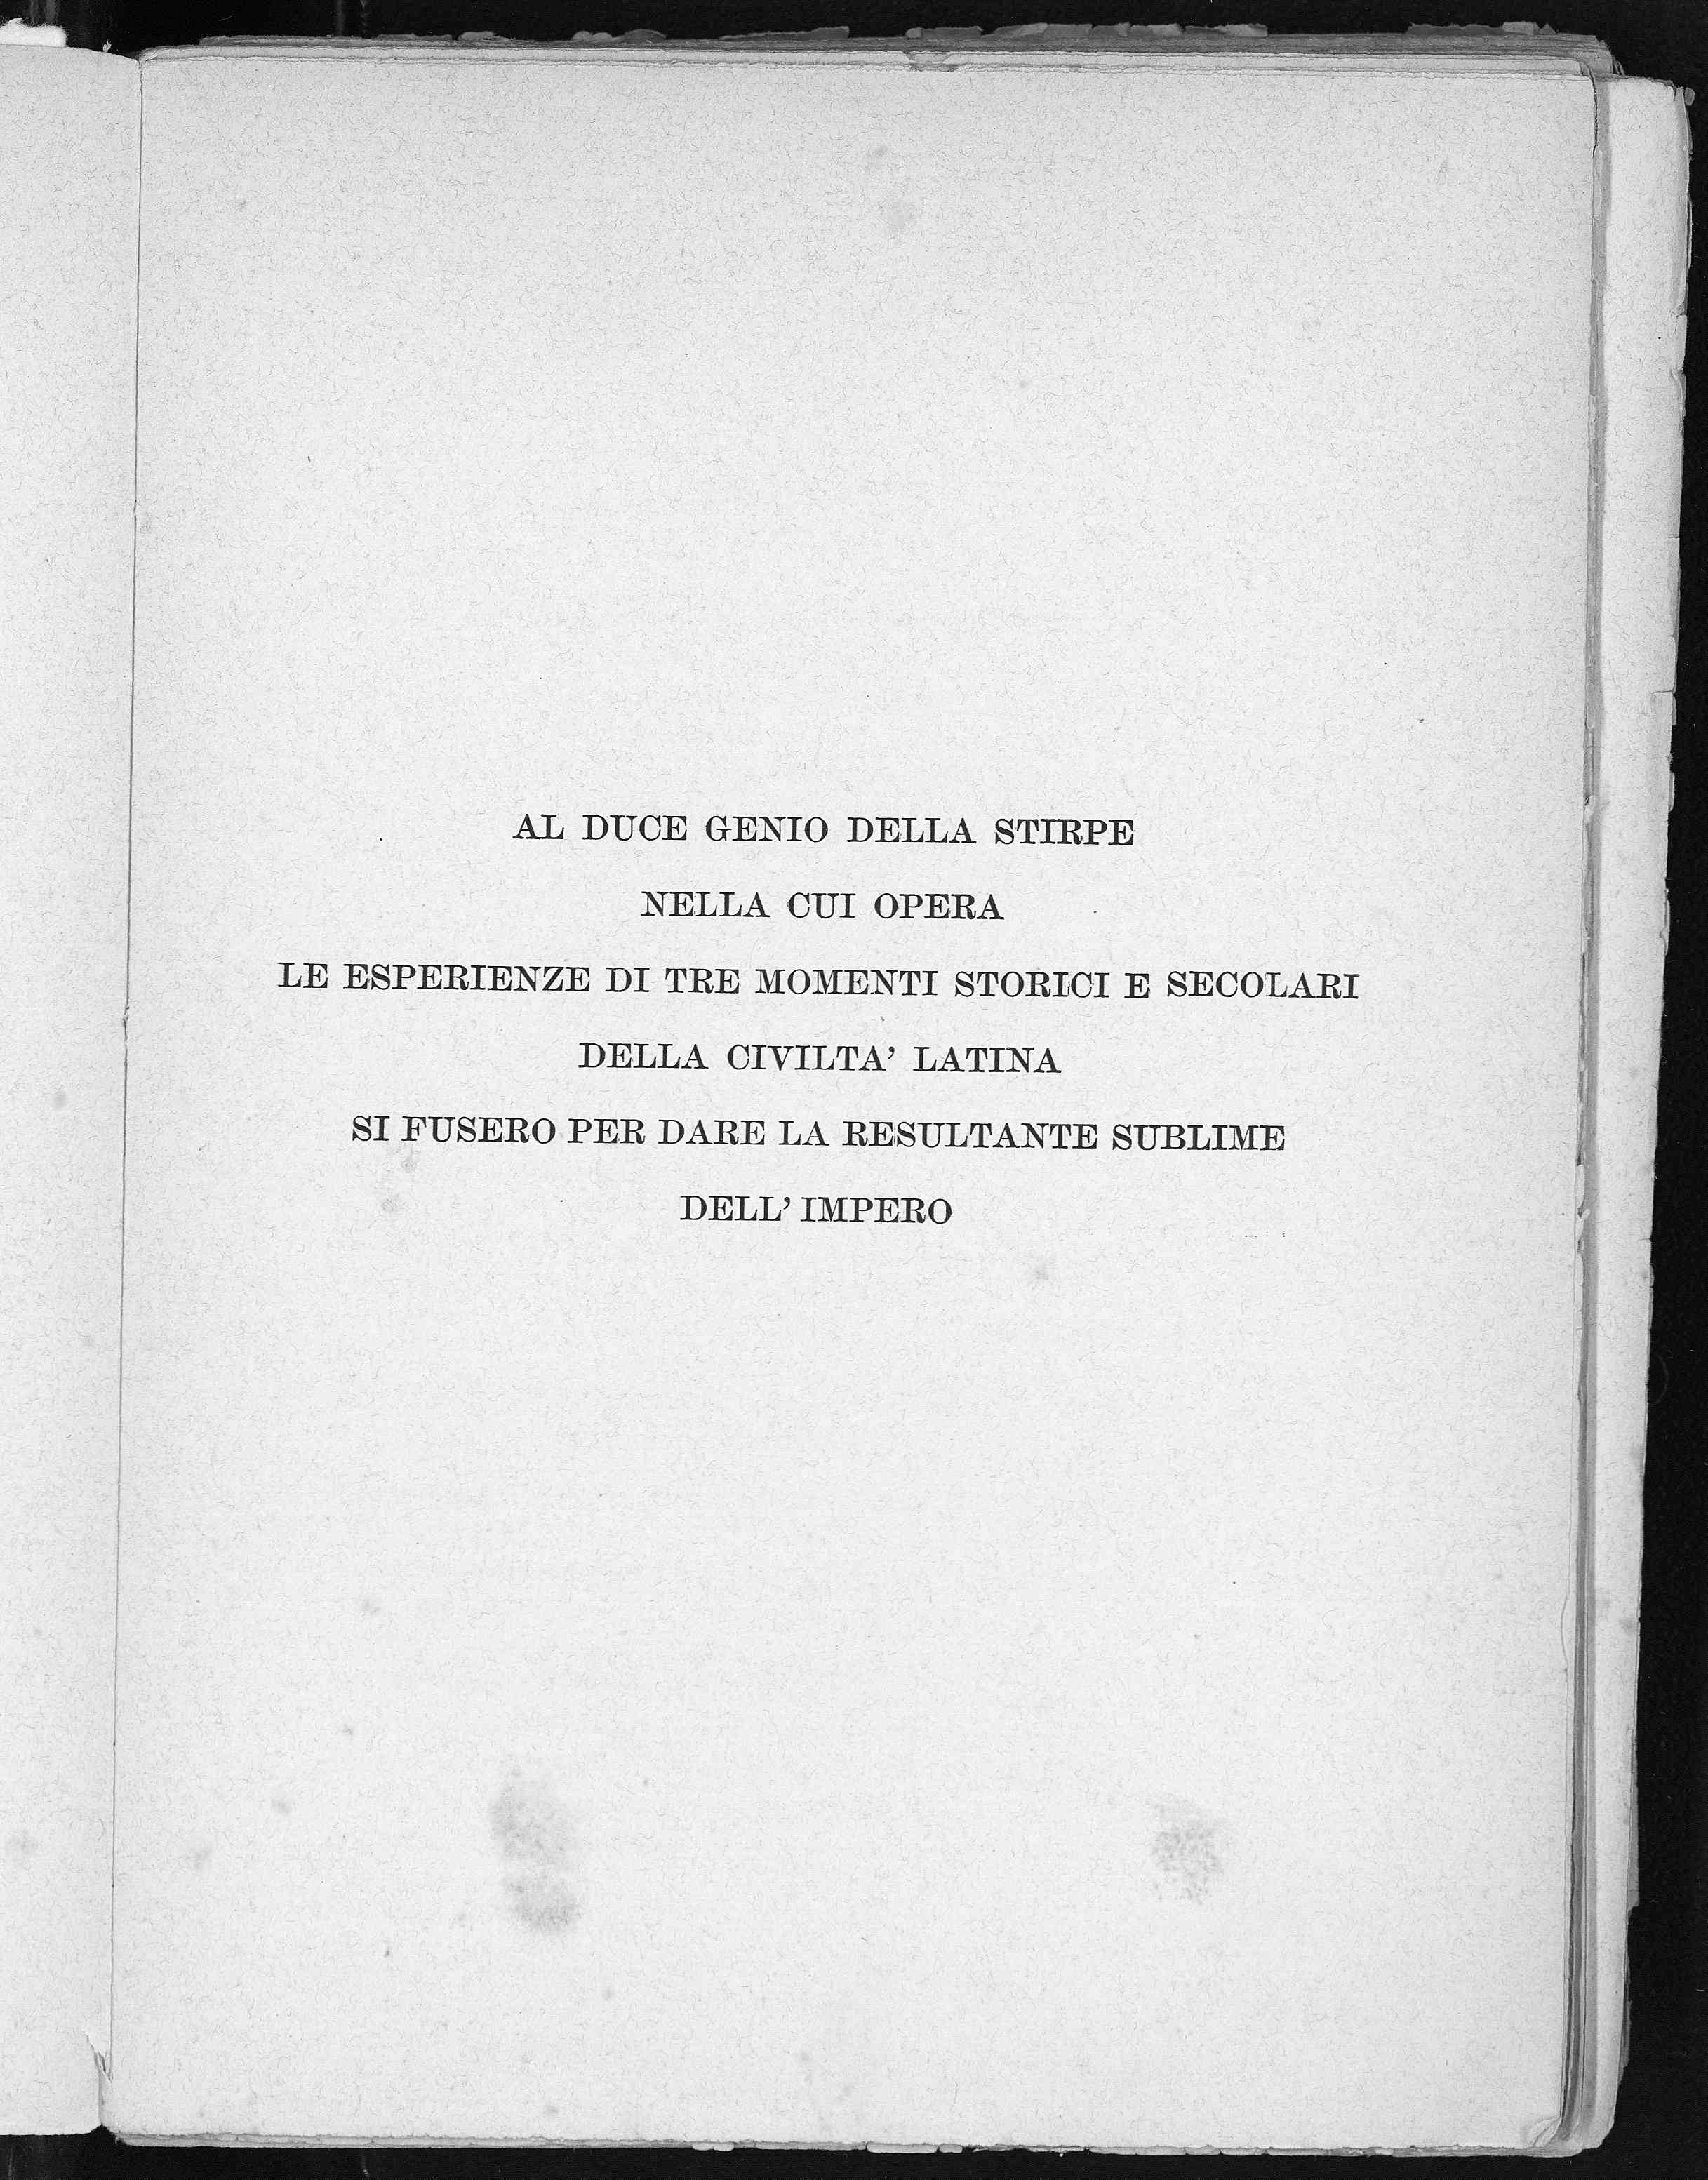 AL DUCE GENIO DELLA STIRPE
NELLA CUI OPERA
LE ESPERIENZE DI TRE MOMENTI STORICI E SECOLARI
DELLA CIVILTA' LATINA
SI FUSERO PER DARE LA RESULTANTE SUBLIME
DELL' IMPERO